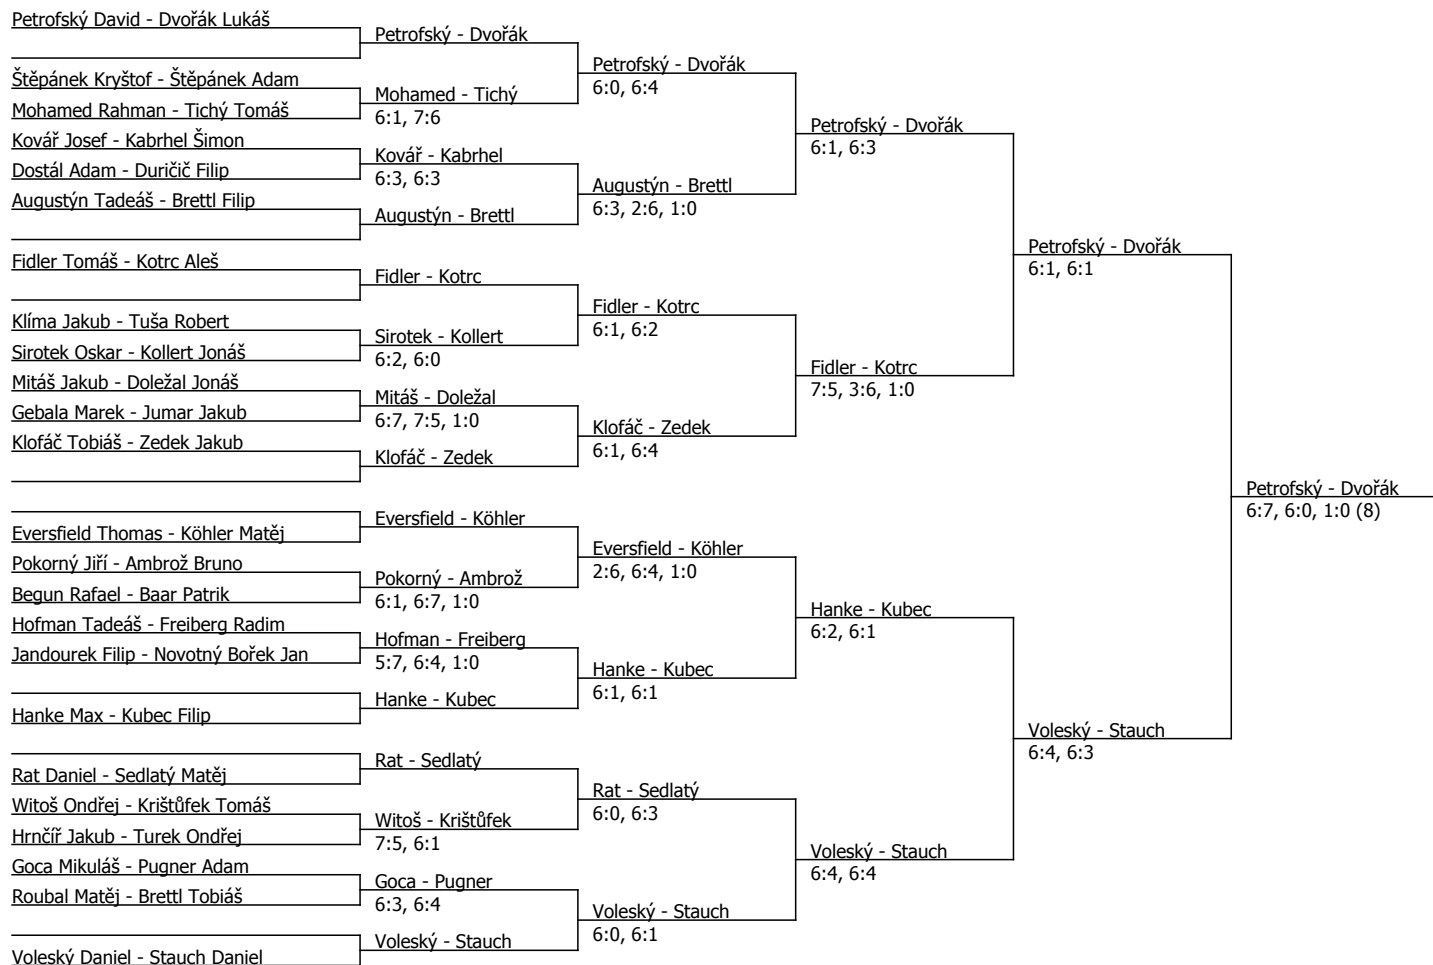 Petrofský David - Dvořák Lukáš
Štěpánek Kryštof - Štěpánek Adam
Mohamed Rahman - Tichý Tomáš
Kovář Josef - Kabrhel Šimon
Dostál Adam - Duričič Filip
Augustýn Tadeáš - Brettl Filip
Fidler Tomáš - Kotrc Aleš
Klíma Jakub - Tuša Robert
Sirotek Oskar - Kollert Jonáš
Mitáš Jakub - Doležal Jonáš
Gebala Marek - Jumar Jakub
Klofáč Tobiáš - Zedek Jakub
Eversfield Thomas - Köhler Matěj
Pokorný Jiří - Ambrož Bruno
Begun Rafael - Baar Patrik
Hofman Tadeáš - Freiberg Radim
Jandourek Filip - Novotný Bořek Jan
Hanke Max - Kubec Filip
Rat Daniel - Sedlatý Matěj
Witoš Ondřej - Krištůfek Tomáš
Hrnčíř Jakub - Turek Ondřej
Goca Mikuláš - Pugner Adam
Roubal Matěj - Brettl Tobiáš
Voleský Daniel - Stauch Daniel
Petrofský - Dvořák
Mohamed - Tichý
6:1, 7:6
Kovář - Kabrhel
6:3, 6:3
Augustýn - Brettl
Fidler - Kotrc
Sirotek - Kollert
6:2, 6:0
Mitáš - Doležal
6:7, 7:5, 1:0
Klofáč - Zedek
Eversfield - Köhler
Pokorný - Ambrož
6:1, 6:7, 1:0
Hofman - Freiberg
5:7, 6:4, 1:0
Hanke - Kubec
Rat - Sedlatý
Witoš - Krištůfek
7:5, 6:1
Goca - Pugner
6:3, 6:4
Voleský - Stauch
Petrofský - Dvořák
6:0, 6:4
Augustýn - Brettl
6:3, 2:6, 1:0
Fidler - Kotrc
6:1, 6:2
Klofáč - Zedek
6:1, 6:4
Eversfield - Köhler
2:6, 6:4, 1:0
Hanke - Kubec
6:1, 6:1
Rat - Sedlatý
6:0, 6:3
Voleský - Stauch
6:0, 6:1
Petrofský - Dvořák
6:1, 6:3
Fidler - Kotrc
7:5, 3:6, 1:0
Hanke - Kubec
6:2, 6:1
Voleský - Stauch
6:4, 6:4
Petrofský - Dvořák
6:1, 6:1
Voleský - Stauch
6:4, 6:3
Petrofský - Dvořák
6:7, 6:0, 1:0 (8)